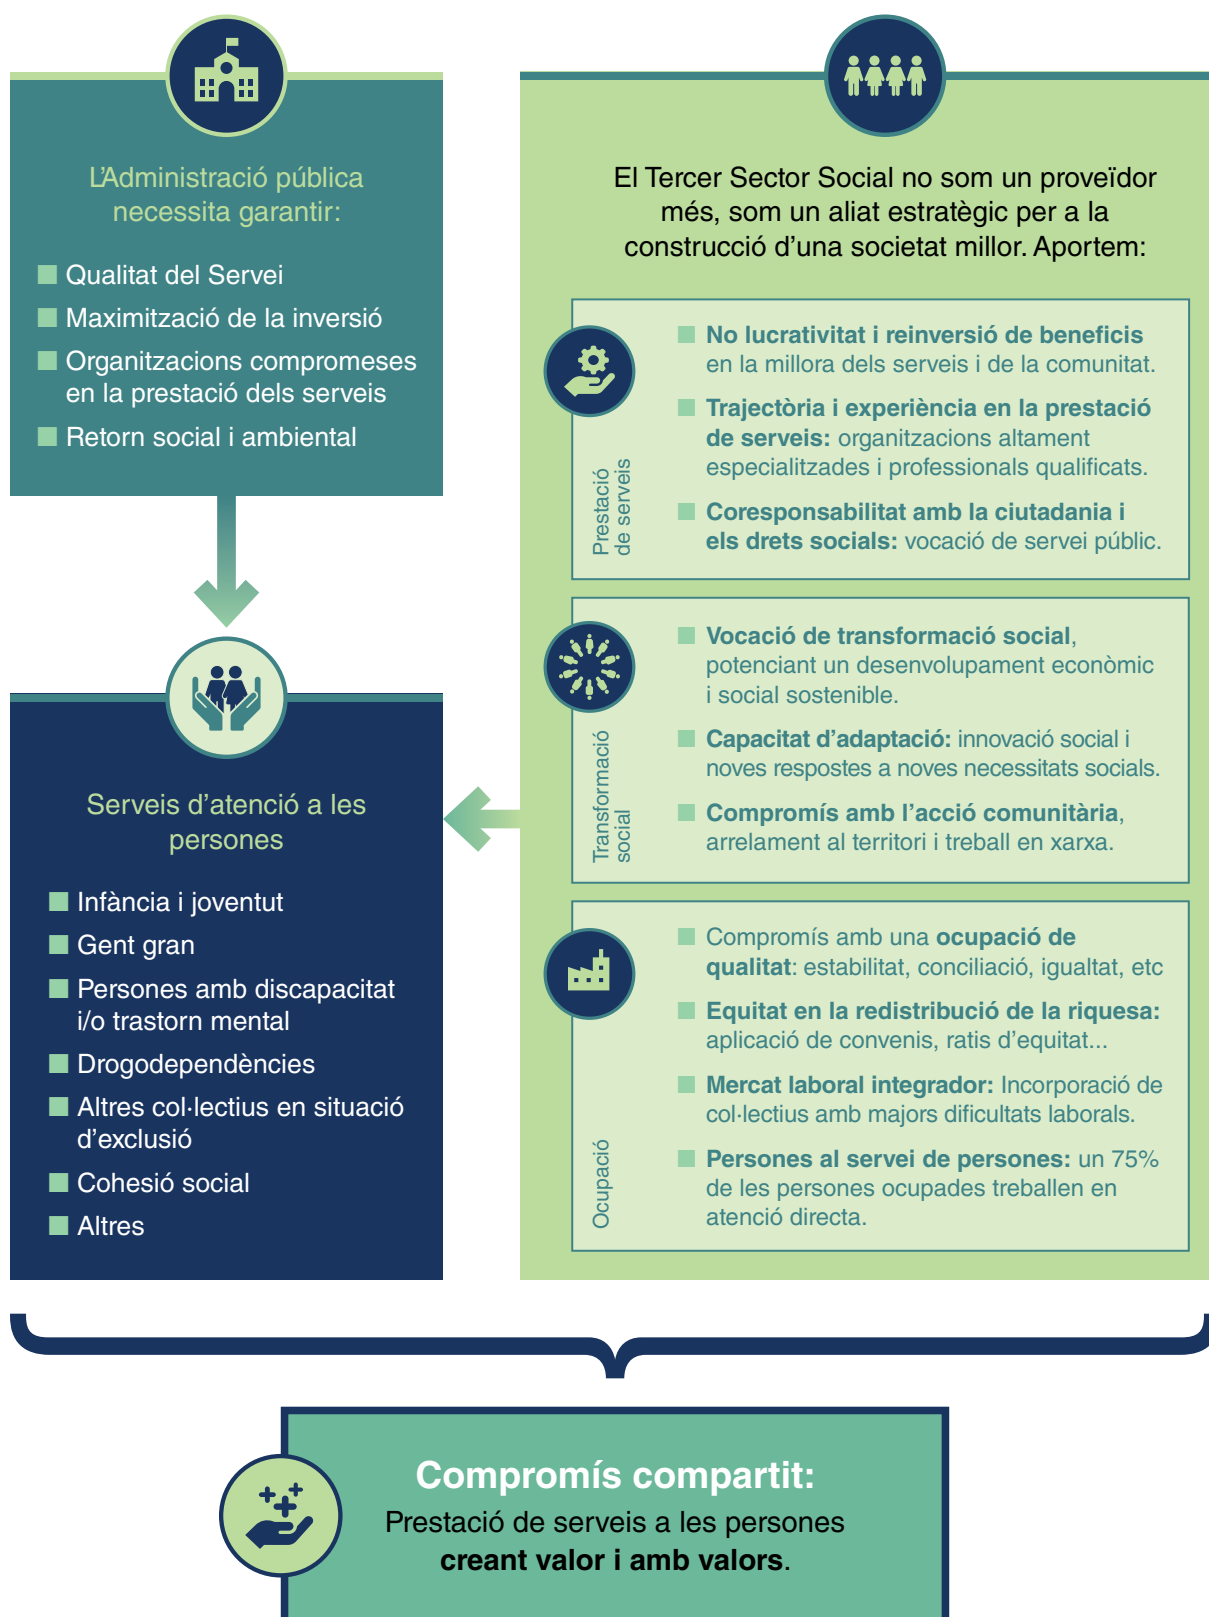 L'Administració pública
necessita garantir:
Qualitat del Servei
Maximització de la inversió
Organitzacions compromeses
en la prestació dels serveis
Retorn social i ambiental
Serveis d'atenció a les
persones
Infància i joventut
Gent gran
Persones amb discapacitat
i/o trastorn mental
Drogodependències
Altres col·lectius en situació
d'exclusió
Cohesió social
Altres
El Tercer Sector Social no som un proveïdor
més, som un aliat estratègic per a la
construcció d'una societat millor. Aportem:
Prestació
de serveis
No lucrativitat i reinversió de beneficis
en la millora dels serveis i de la comunitat.
Trajectòria i experiència en la prestació
de serveis: organitzacions altament
especialitzades i professionals qualificats.
Coresponsabilitat amb la ciutadania i
els drets socials: vocació de servei públic.
Transformació
social
Vocació de transformació social,
potenciant un desenvolupament econòmic
i social sostenible.
Capacitat d'adaptació: innovació social i
noves respostes a noves necessitats socials.
Compromís amb l'acció comunitària,
arrelament al territori i treball en xarxa.
Ocupació
Compromís amb una ocupació de
qualitat: estabilitat, conciliació, igualtat, etc
Equitat en la redistribució de la riquesa:
aplicació de convenis, ratis d'equitat...
Mercat laboral integrador: Incorporació de
col·lectius amb majors dificultats laborals.
Persones al servei de persones: un 75%
de les persones ocupades treballen en
atenció directa.
Compromís compartit:
Prestació de serveis a les persones
creant valor i amb valors.